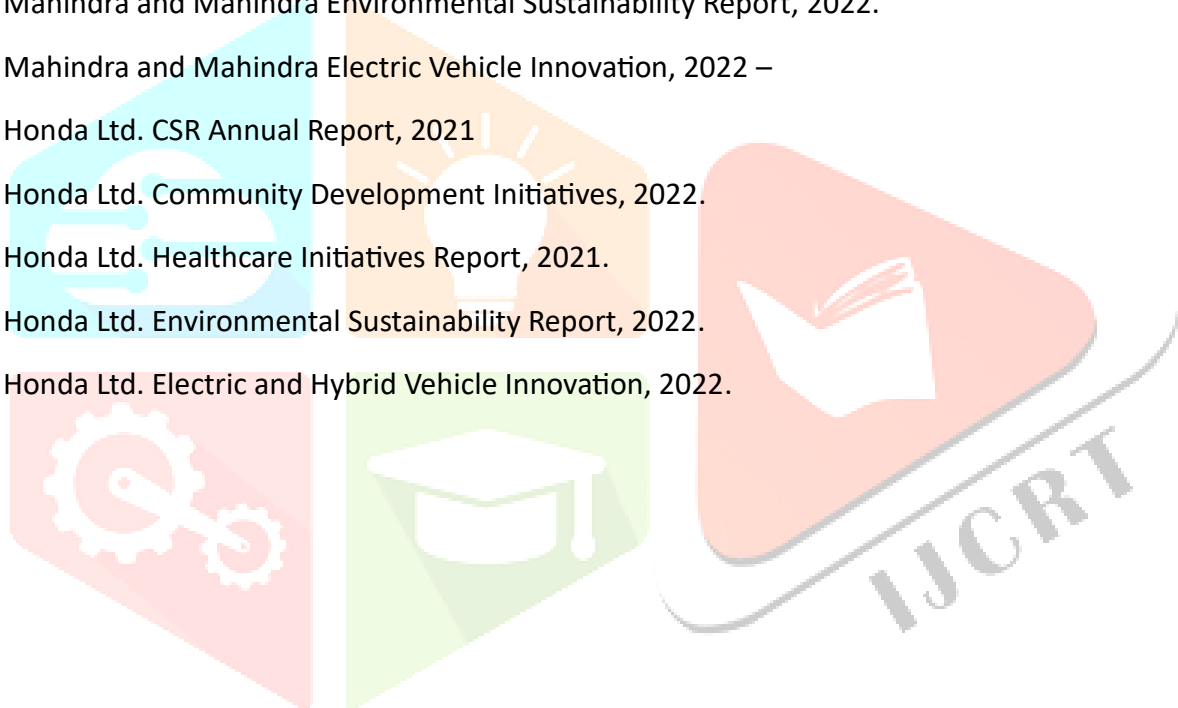 Mahindra and Mahindra Environmental Sustainability Report, 2022.
Mahindra and Mahindra Electric Vehicle Innovation, 2022 –
Honda Ltd. CSR Annual Report, 2021
Honda Ltd. Community Development Initiatives, 2022.
Honda Ltd. Healthcare Initiatives Report, 2021.
Honda Ltd. Environmental Sustainability Report, 2022.
Honda Ltd. Electric and Hybrid Vehicle Innovation, 2022.
IJCRT